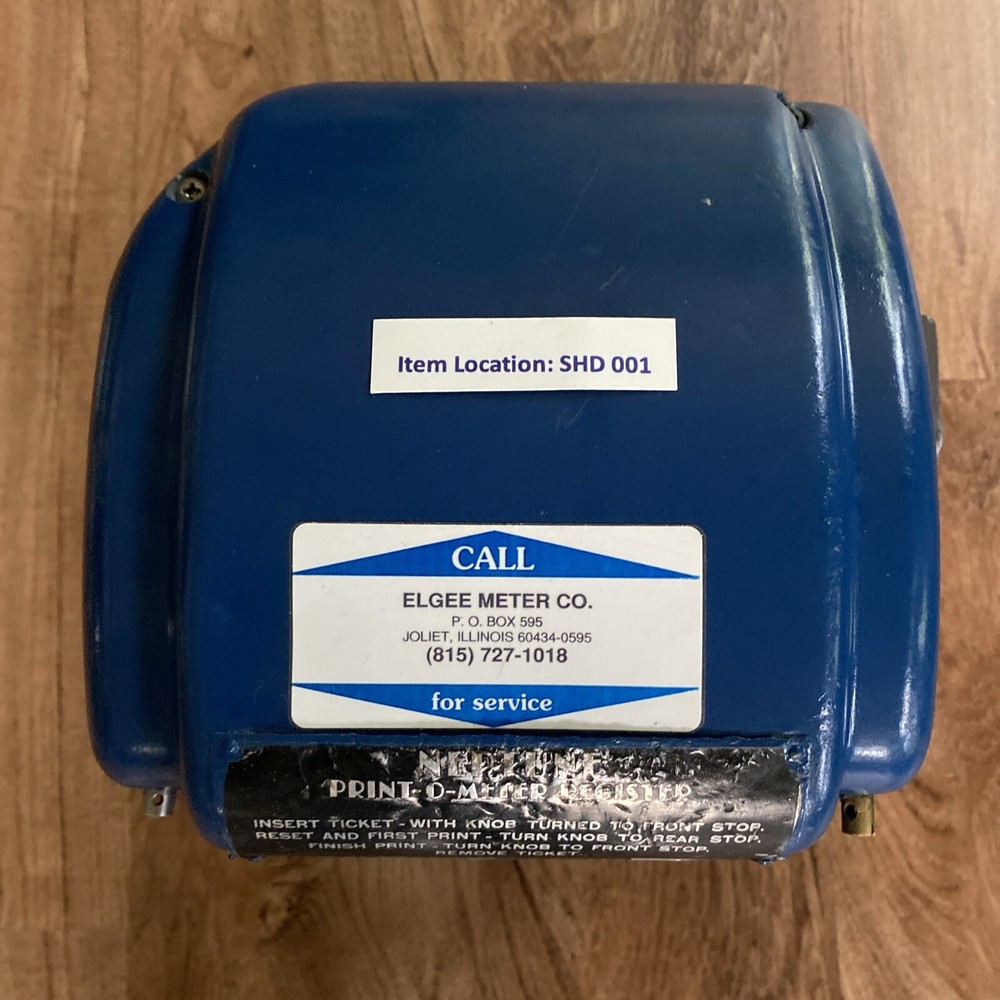 Item Location: SHD 001
CALL
ELGEE METER CO.
P. O. BOX 595
JOLIET, ILLINOIS 60434-0595
(815) 727-1018
for service
NEPTUNE
PRINT-O-METER REGISTER
INSERT TICKET - WITH KNOB TURNED TO FRONT STOP.
RESET AND FIRST PRINT - TURN KNOB TO REAR STOP.
FINISH PRINT - TURN KNOB TO FRONT STOP.
REMOVE TICKET.